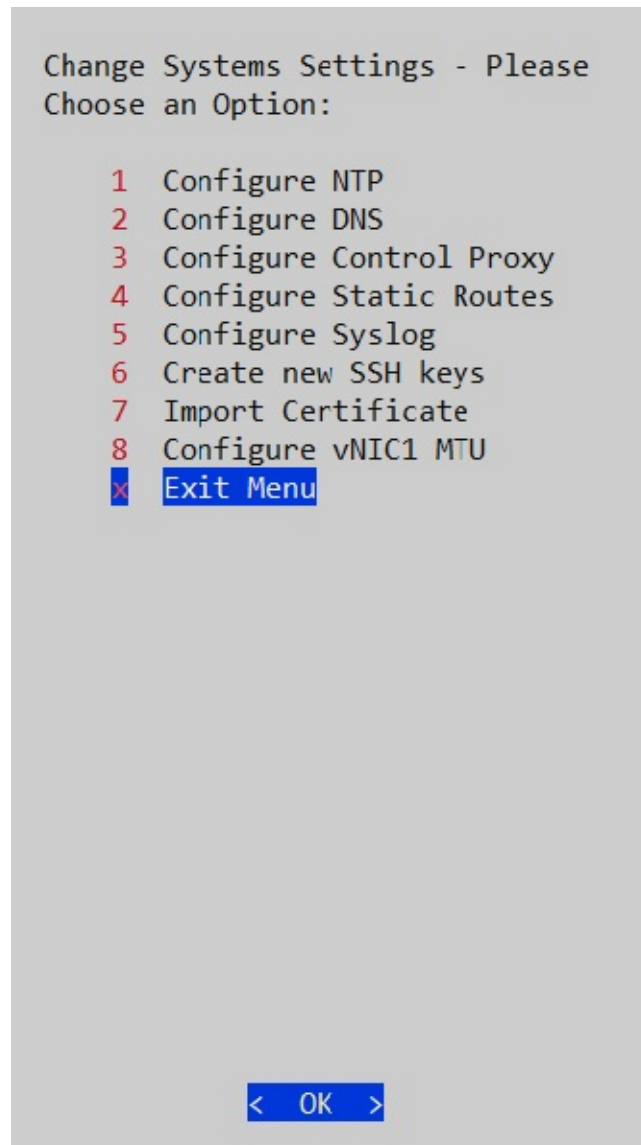 Change Systems Settings - Please
Choose an Option:
1 Configure NTP
2 Configure DNS
3 Configure Control Proxy
4 Configure Static Routes
5 Configure Syslog
6 Create new SSH keys
7 Import Certificate
8 Configure vNIC1 MTU
x Exit Menu
< OK >